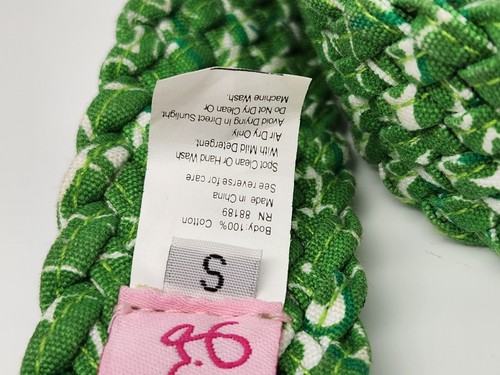 Body:100% Cotton
RN 88189
Made in China
See reverse for care
Spot Clean Or Hand Wash
With Mild Detergent
Air Dry Only
Avoid Drying In Direct Sunlight
Do Not Dry Clean Or
Machine Wash.
S